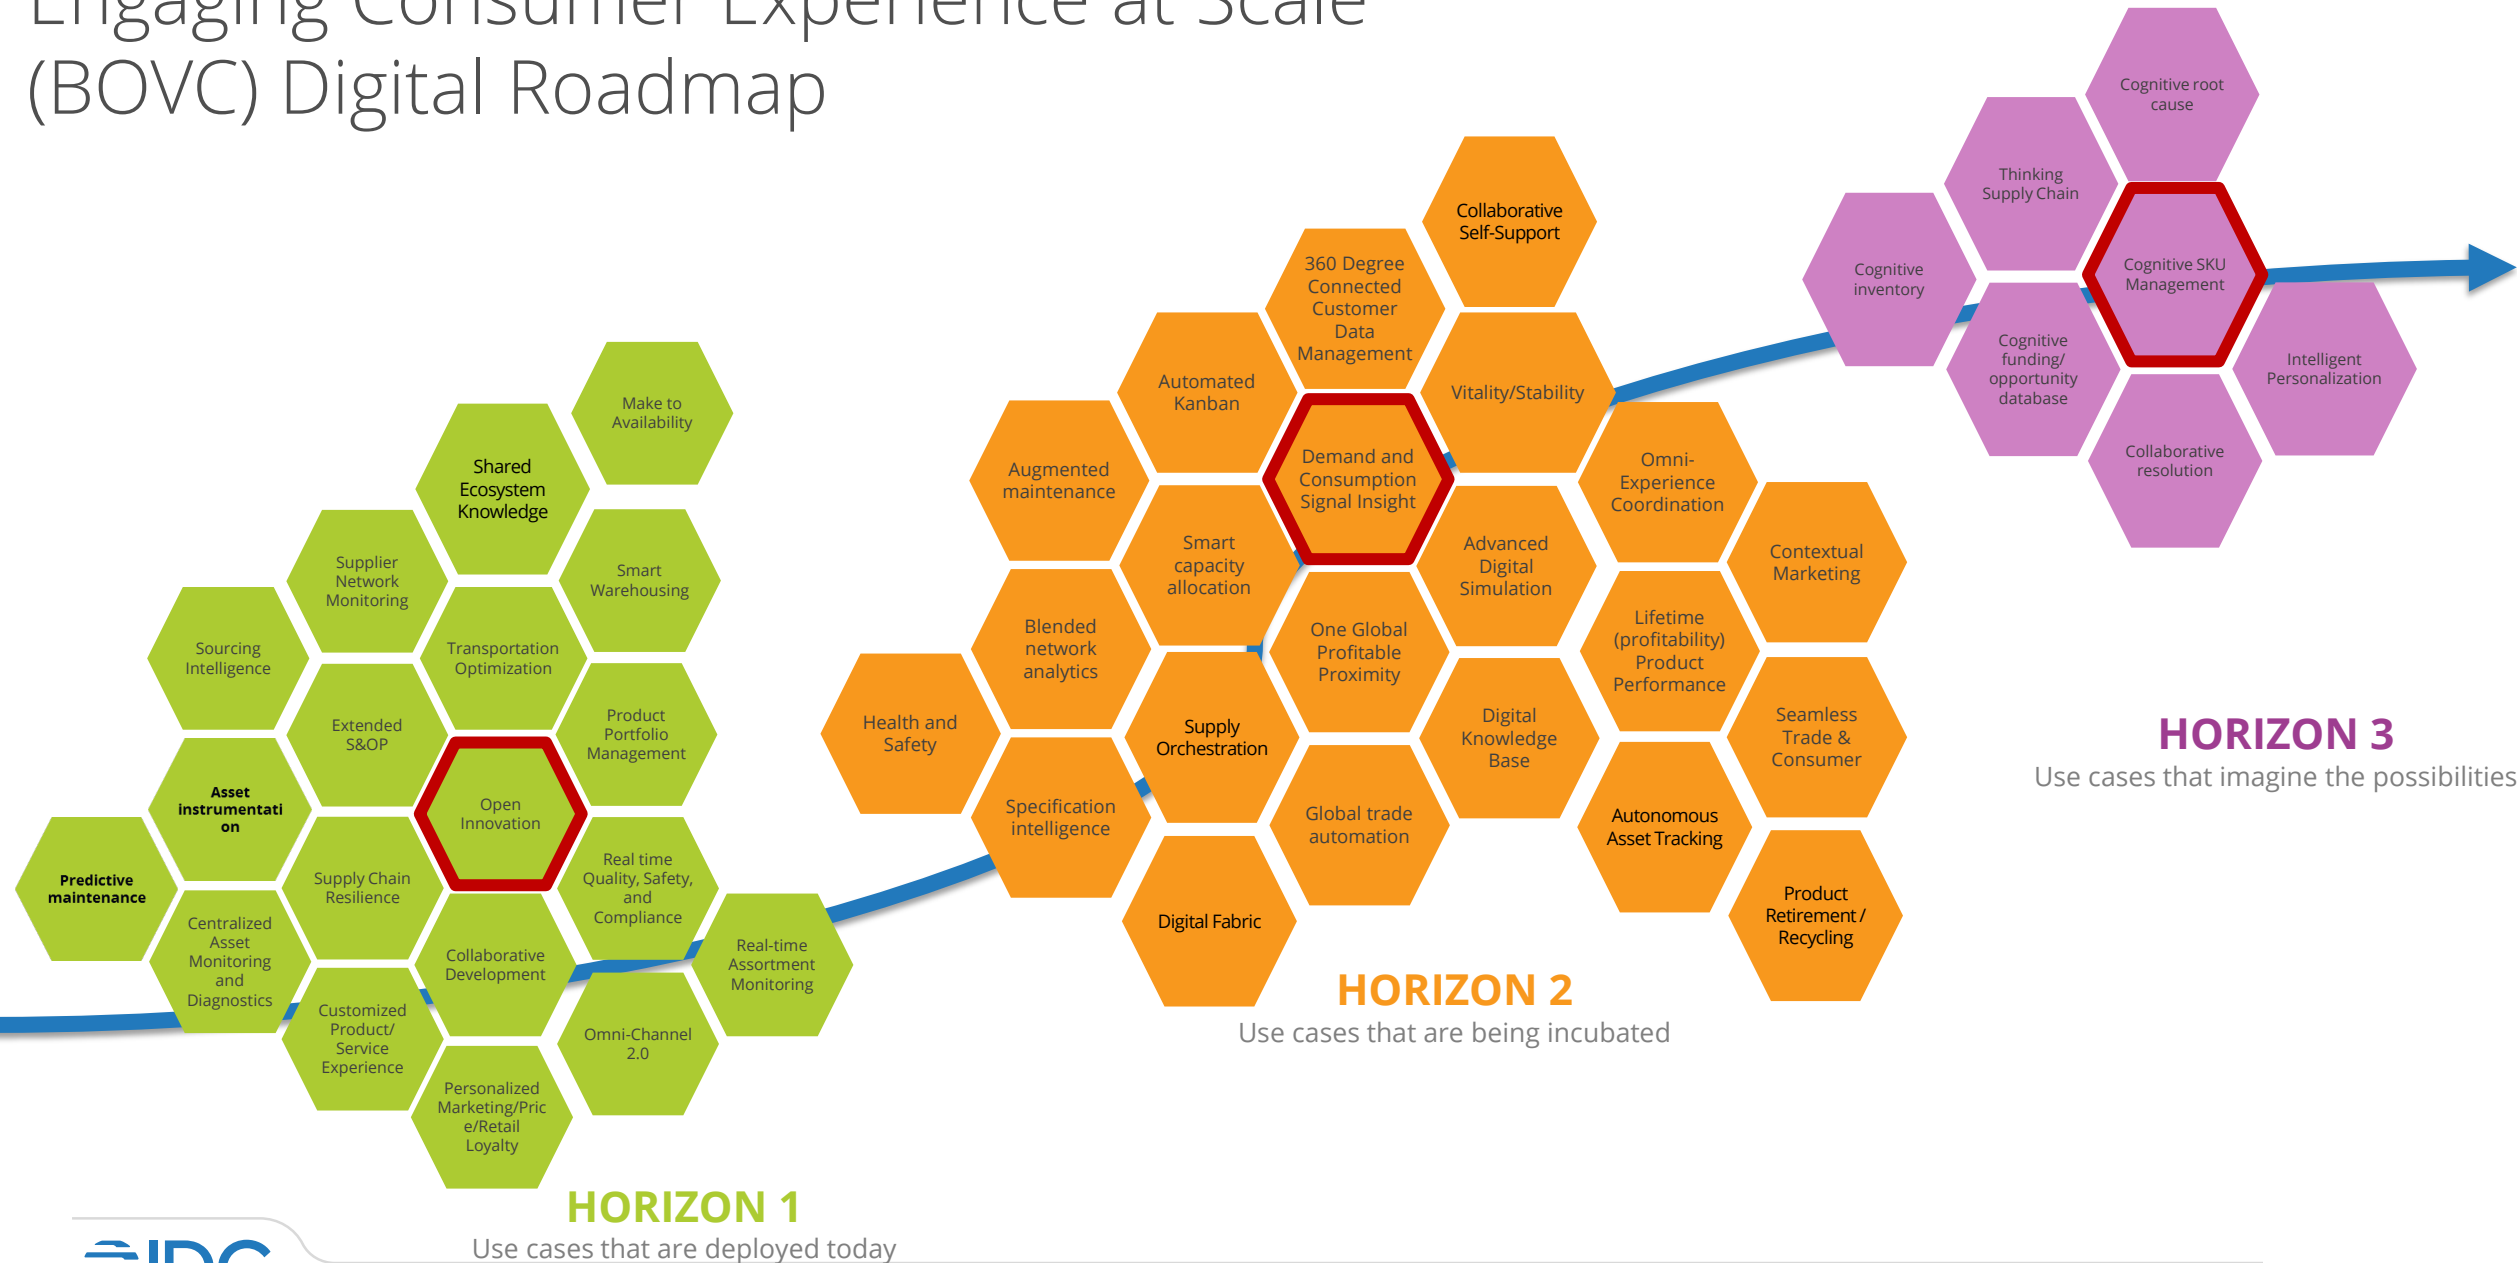 Engaging Consumer Experience at Scale
(BOVC) Digital Roadmap
Make to
Availability
Shared
Ecosystem
Knowledge
Supplier
Network
Monitoring
Smart
Warehousing
Sourcing
Intelligence
Transportation
Optimization
Extended
S&OP
Product
Portfolio
Management
Asset
instrumentati
on
Open
Innovation
Predictive
maintenance
Supply Chain
Resilience
Real time
Quality, Safety,
and
Compliance
Centralized
Asset
Monitoring
and
Diagnostics
Collaborative
Development
Real-time
Assortment
Monitoring
Customized
Product/
Service
Experience
Omni-Channel
2.0
Personalized
Marketing/Pric
e/Retail
Loyalty
HORIZON 1
Use cases that are deployed today
Collaborative
Self-Support
360 Degree
Connected
Customer
Data
Management
Automated
Kanban
Vitality/Stability
Augmented
maintenance
Demand and
Consumption
Signal Insight
Omni-
Experience
Coordination
Smart
capacity
allocation
Advanced
Digital
Simulation
Contextual
Marketing
Blended
network
analytics
One Global
Profitable
Proximity
Lifetime
(profitability)
Product
Performance
Health and
Safety
Supply
Orchestration
Digital
Knowledge
Base
Seamless
Trade &
Consumer
Specification
intelligence
Global trade
automation
Autonomous
Asset Tracking
Digital Fabric
Product
Retirement /
Recycling
HORIZON 2
Use cases that are being incubated
Cognitive root
cause
Thinking
Supply Chain
Cognitive
inventory
Cognitive SKU
Management
Cognitive
funding/
opportunity
database
Intelligent
Personalization
Collaborative
resolution
HORIZON 3
Use cases that imagine the possibilities
IDC